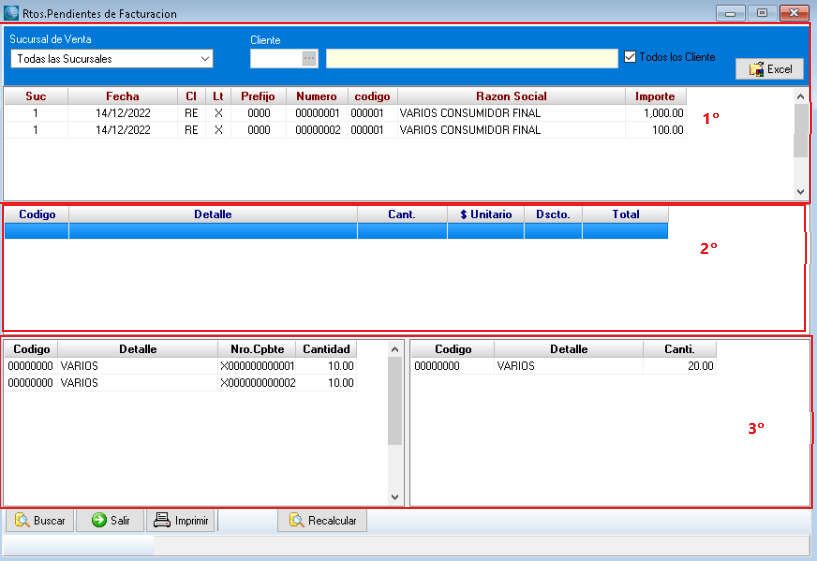 Rtos.Pendientes de Facturacion
Sucursal de Venta Cliente
Todas las Sucursales ... Todos los Cliente
Excel
Suc Fecha Cl Lt Prefijo Numero codigo Razon Social Importe
1 14/12/2022 RE X 0000 00000001 000001 VARIOS CONSUMIDOR FINAL 1,000.00
1 14/12/2022 RE X 0000 00000002 000001 VARIOS CONSUMIDOR FINAL 100.00
1º
Codigo Detalle Cant. $ Unitario Dscto. Total
2º
Codigo Detalle Nro.Cpbte Cantidad Codigo Detalle Canti.
00000000 VARIOS X000000000001 10.00 00000000 VARIOS 20.00
00000000 VARIOS X000000000002 10.00
3º
Buscar Salir Imprimir Recalcular